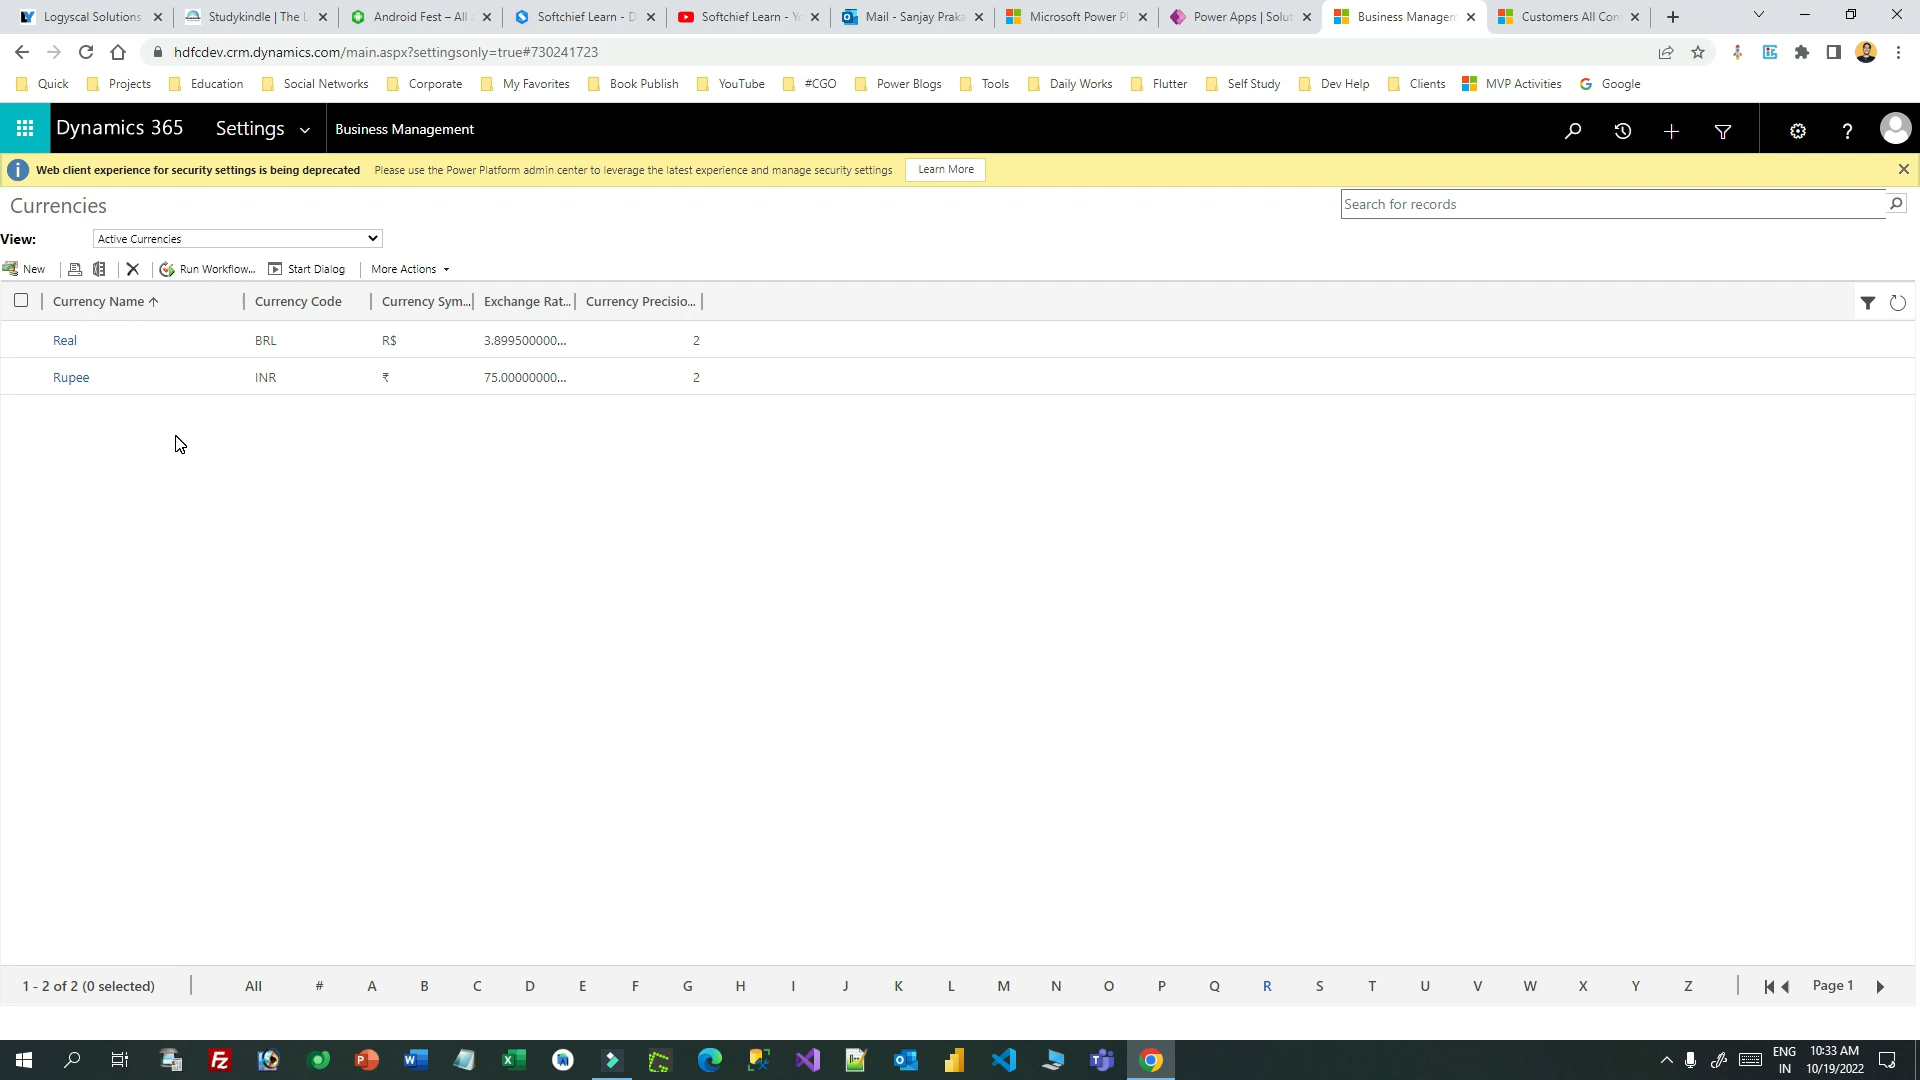 Logyscal Solutions
Studykindle | The L
Android Fest – All a
Softchief Learn - D
Softchief Learn - Yo
Mail - Sanjay Praka
Microsoft Power Pl
Power Apps | Solut
Business Managem
Customers All Con
hdfcdev.crm.dynamics.com/main.aspx?settingsonly=true#730241723
Quick
Projects
Education
Social Networks
Corporate
My Favorites
Book Publish
YouTube
#CGO
Power Blogs
Tools
Daily Works
Flutter
Self Study
Dev Help
Clients
MVP Activities
Google
Dynamics 365
Settings
Business Management
Web client experience for security settings is being deprecated Please use the Power Platform admin center to leverage the latest experience and manage security settings
Learn More
Currencies
Search for records
View:
Active Currencies
New
Run Workflow...
Start Dialog
More Actions
Currency Name
Currency Code
Currency Sym...
Exchange Rat...
Currency Precisio...
Real BRL R$ 3.899500000... 2
Rupee INR ₹ 75.00000000... 2
1 - 2 of 2 (0 selected)
All # A B C D E F G H I J K L M N O P Q R S T U V W X Y Z
Page 1
ENG
IN
10:33 AM
10/19/2022